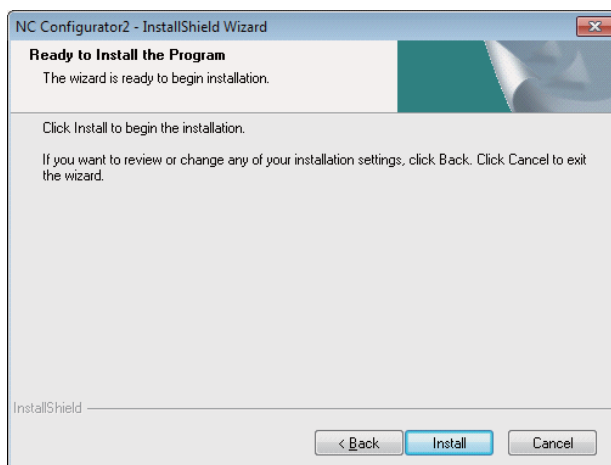 NC Configurator2 - InstallShield Wizard
Ready to Install the Program
The wizard is ready to begin installation.
Click Install to begin the installation.
If you want to review or change any of your installation settings, click Back. Click Cancel to exit
the wizard.
InstallShield
< Back Install Cancel